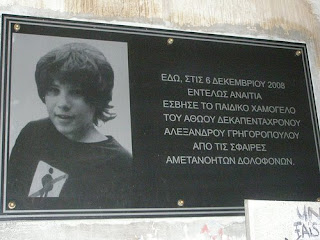 ΕΔΩ, ΣΤΙΣ 6 ΔΕΚΕΜΒΡΙΟΥ 2008
ΕΝΤΕΛΩΣ ΑΝΑΙΤΙΑ
ΕΣΒΗΣΕ ΤΟ ΠΑΙΔΙΚΟ ΧΑΜΟΓΕΛΟ
ΤΟΥ ΑΘΩΟΥ ΔΕΚΑΠΕΝΤΑΧΡΟΝΟΥ
ΑΛΕΞΑΝΔΡΟΥ ΓΡΗΓΟΡΟΠΟΥΛΟΥ
ΑΠΟ ΤΙΣ ΣΦΑΙΡΕΣ
ΑΜΕΤΑΝΟΗΤΩΝ ΔΟΛΟΦΟΝΩΝ.